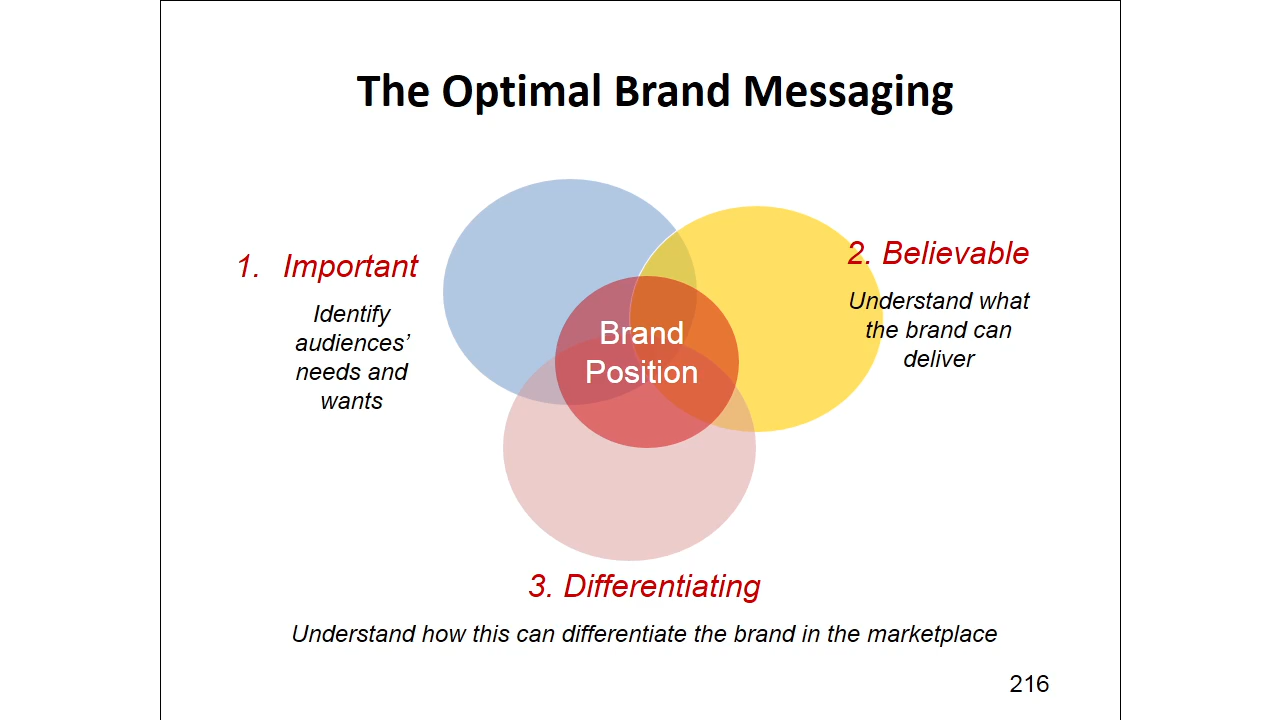 The Optimal Brand Messaging
1. Important
Identify
audiences’
needs and
wants
2. Believable
Understand what
the brand can
deliver
Brand
Position
3. Differentiating
Understand how this can differentiate the brand in the marketplace
216